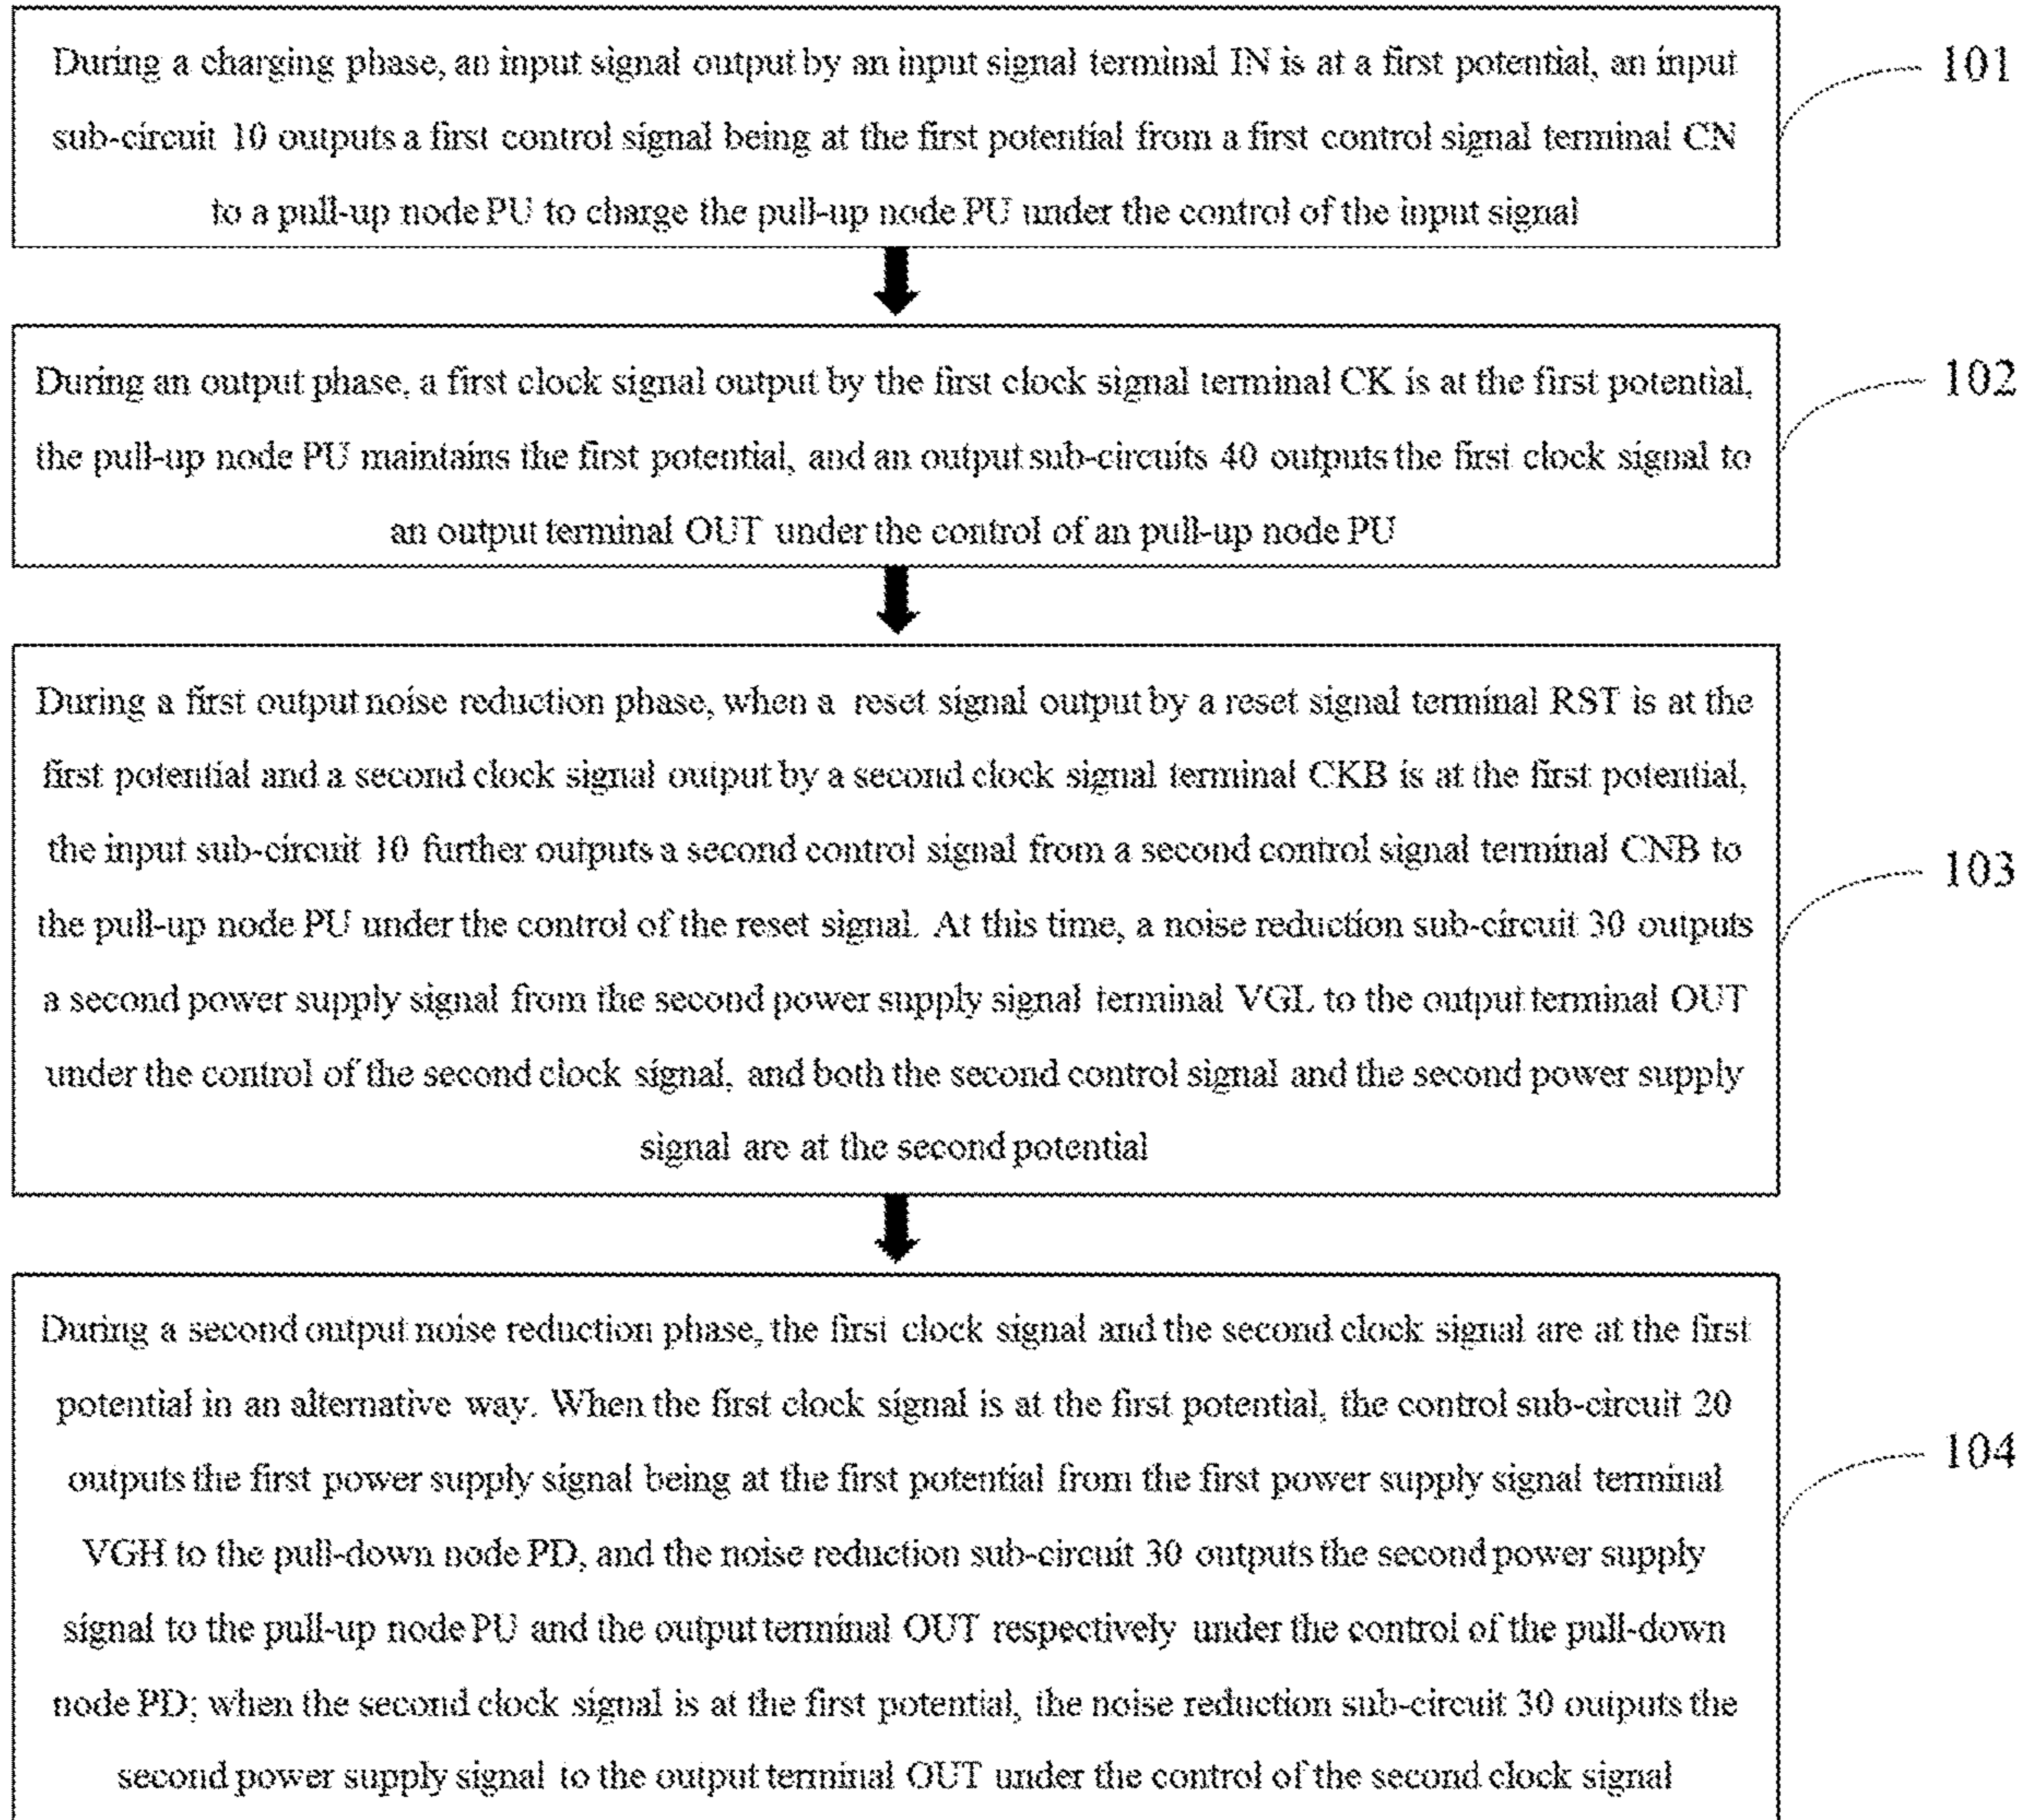 During a charging phase, an input signal output by an input signal terminal IN is at a first potential, an input
sub-circuit 10 outputs a first control signal being at the first potential from a first control signal terminal CN
to a pull-up node PU to charge the pull-up node PU under the control of the input signal
101
During an output phase, a first clock signal output by the first clock signal terminal CK is at the first potential,
the pull-up node PU maintains the first potential, and an output sub-circuits 40 outputs the first clock signal to
an output terminal OUT under the control of an pull-up node PU
102
During a first output noise reduction phase, when a reset signal output by a reset signal terminal RST is at the
first potential and a second clock signal output by a second clock signal terminal CKB is at the first potential,
the input sub-circuit 10 further outputs a second control signal from a second control signal terminal CNB to
the pull-up node PU under the control of the reset signal. At this time, a noise reduction sub-circuit 30 outputs
a second power supply signal from the second power supply signal terminal VGL to the output terminal OUT
under the control of the second clock signal, and both the second control signal and the second power supply
signal are at the second potential
103
During a second output noise reduction phase, the first clock signal and the second clock signal are at the first
potential in an alternative way. When the first clock signal is at the first potential, the control sub-circuit 20
outputs the first power supply signal being at the first potential from the first power supply signal terminal
VGH to the pull-down node PD, and the noise reduction sub-circuit 30 outputs the second power supply
signal to the pull-up node PU and the output terminal OUT respectively under the control of the pull-down
node PD; when the second clock signal is at the first potential, the noise reduction sub-circuit 30 outputs the
second power supply signal to the output terminal OUT under the control of the second clock signal
104